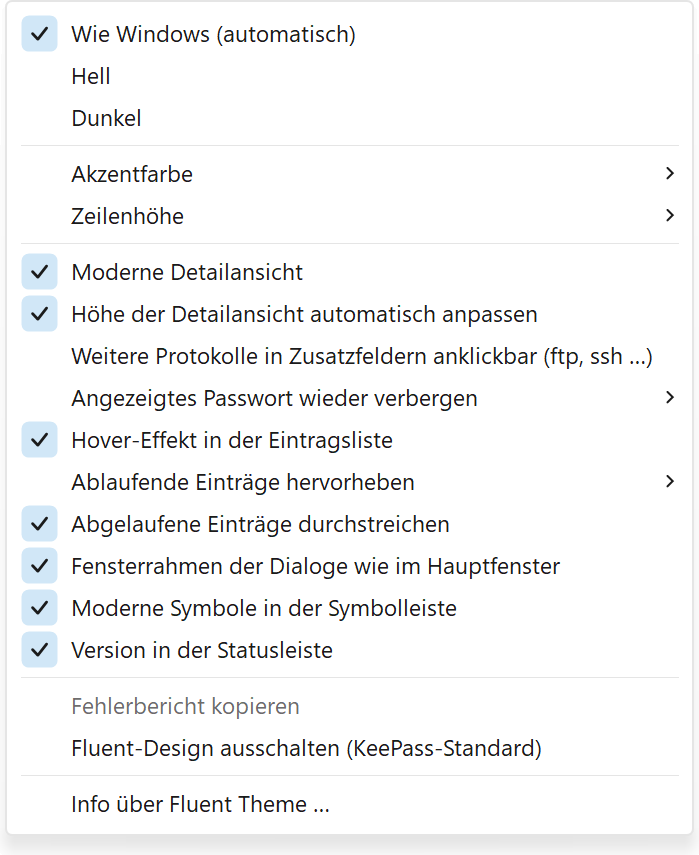 Wie Windows (automatisch)
Hell
Dunkel
Akzentfarbe
Zeilenhöhe
Moderne Detailansicht
Höhe der Detailansicht automatisch anpassen
Weitere Protokolle in Zusatzfeldern anklickbar (ftp, ssh ...)
Angezeigtes Passwort wieder verbergen
Hover-Effekt in der Eintragsliste
Ablaufende Einträge hervorheben
Abgelaufene Einträge durchstreichen
Fensterrahmen der Dialoge wie im Hauptfenster
Moderne Symbole in der Symbolleiste
Version in der Statusleiste
Fehlerbericht kopieren
Fluent-Design ausschalten (KeePass-Standard)
Info über Fluent Theme ...